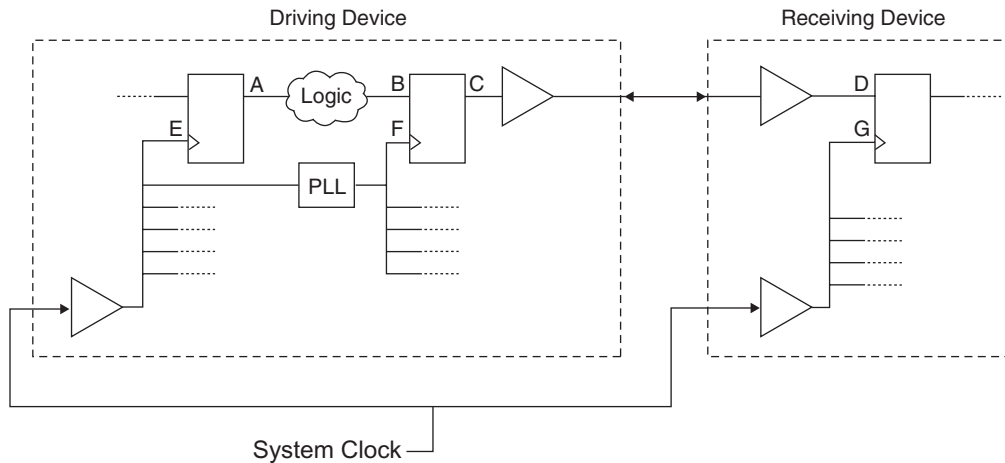 Driving Device
Receiving Device
A
Logic
B
C
D
E
F
G
PLL
System Clock